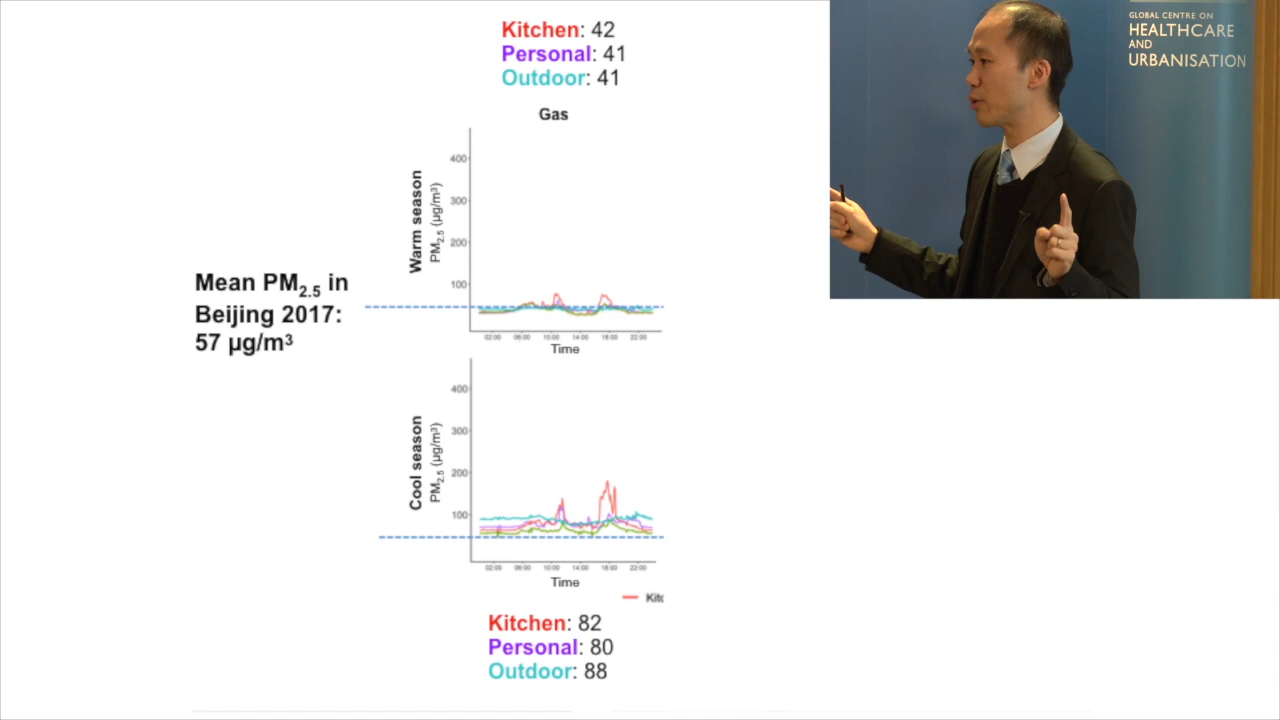 Kitchen: 42
Personal: 41
Outdoor: 41
GLOBAL CENTRE ON
HEALTHCARE
AND
URBANISATION
Gas
Warm season
PM2.5 (µg/m³)
400
300
200
100
02:00 06:00 10:00 14:00 18:00 22:00
Time
Mean PM2.5 in
Beijing 2017:
57 µg/m³
Cool season
PM2.5 (µg/m³)
400
300
200
100
02:00 06:00 10:00 14:00 18:00 22:00
Time
Kitc
Kitchen: 82
Personal: 80
Outdoor: 88